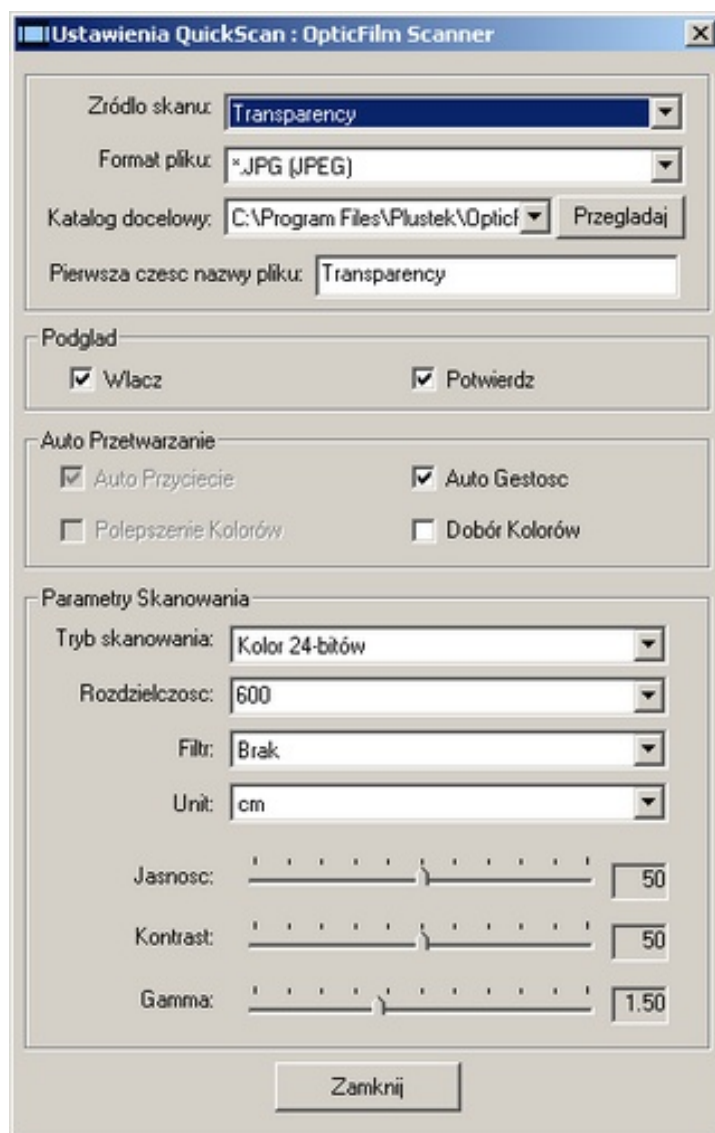 Ustawienia QuickScan : OpticFilm Scanner
Zródlo skanu: Transparency
Format pliku: *.JPG (JPEG)
Katalog docelowy: C:\Program Files\Plustek\Opticf Przegladaj
Pierwsza czesc nazwy pliku: Transparency
Podglad
Wlacz Potwierdz
Auto Przetwarzanie
Auto Przyciecie Auto Gestosc
Polepszenie Kolorów Dobór Kolorów
Parametry Skanowania
Tryb skanowania: Kolor 24-bitów
Rozdzielczosc: 600
Filtr: Brak
Unit: cm
Jasnosc: 50
Kontrast: 50
Gamma: 1.50
Zamknij